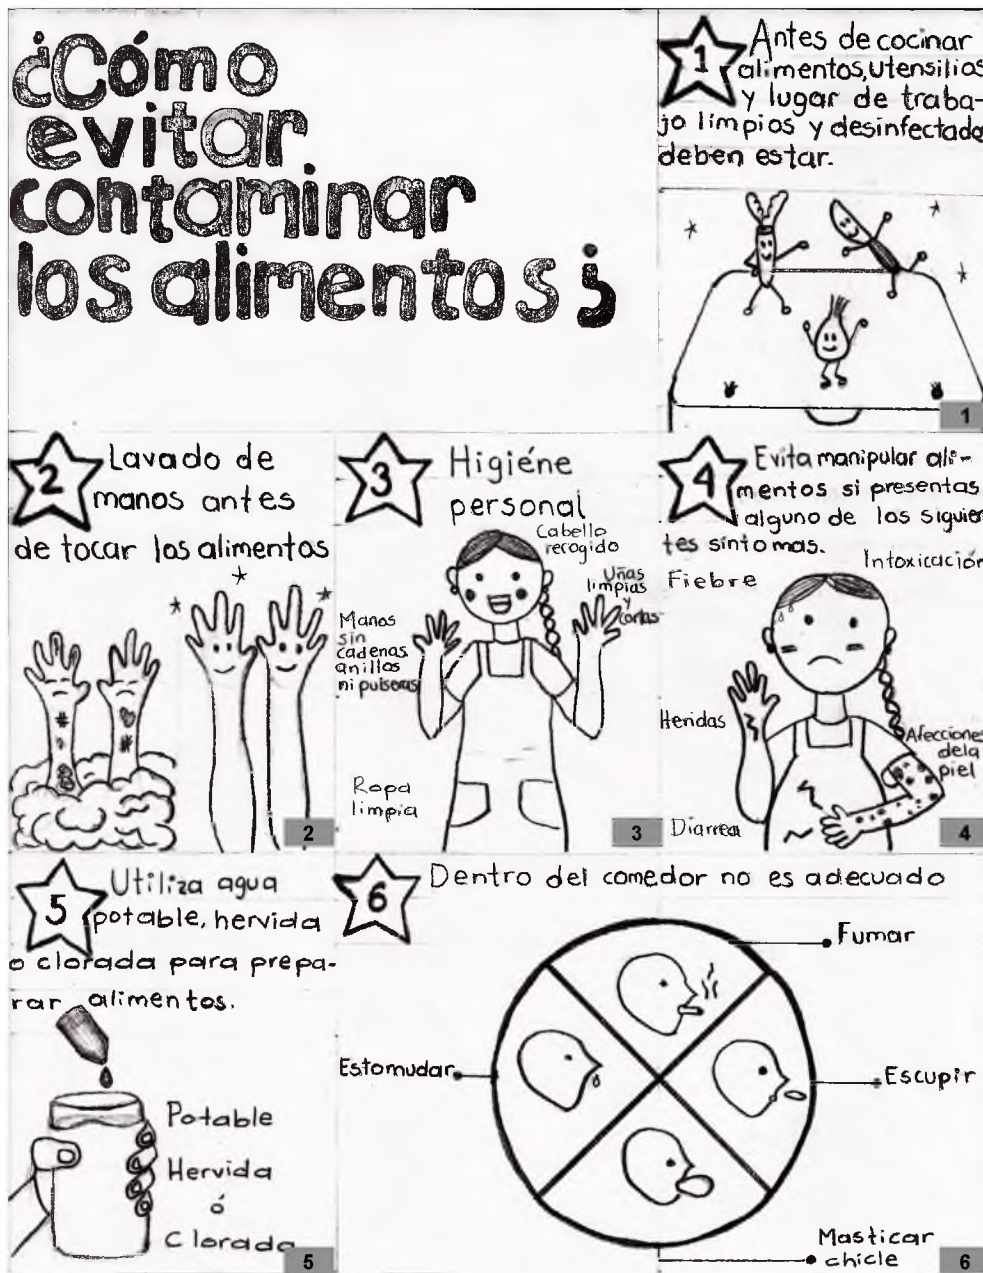 ¿Cómo
evitar
contaminar
los alimentos ¿
1
Antes de cocinar
alimentos, utensilios
y lugar de traba-
jo limpios y desinfectado
deben estar.
1
2
Lavado de
manos antes
de tocar los alimentos
2
3
Higiéne
personal
Cabello
recogido
Uñas
limpias
y
cortas
Manos
sin
cadenas
anillos
ni pulseras
Ropa
limpia
3
4
Evita manipular ali-
mentos si presentas
alguno de los siguien
tes síntomas.
Intoxicación
Fiebre
Heridas
Afecciones
dela
piel
Diarrea
4
5
Utiliza agua
potable, hervida
o clorada para prepa-
rar alimentos.
Potable
Hervida
ó
Clorada
5
6
Dentro del comedor no es adecuado
Fumar
Estornudar
Escupir
Masticar
chicle
6